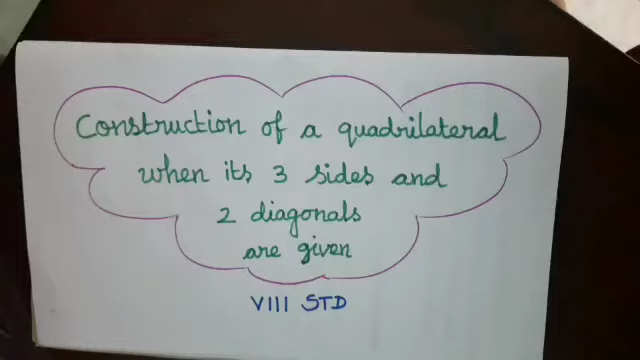 Construction of a quadrilateral
when its 3 sides and
2 diagonals
are given
VIII STD